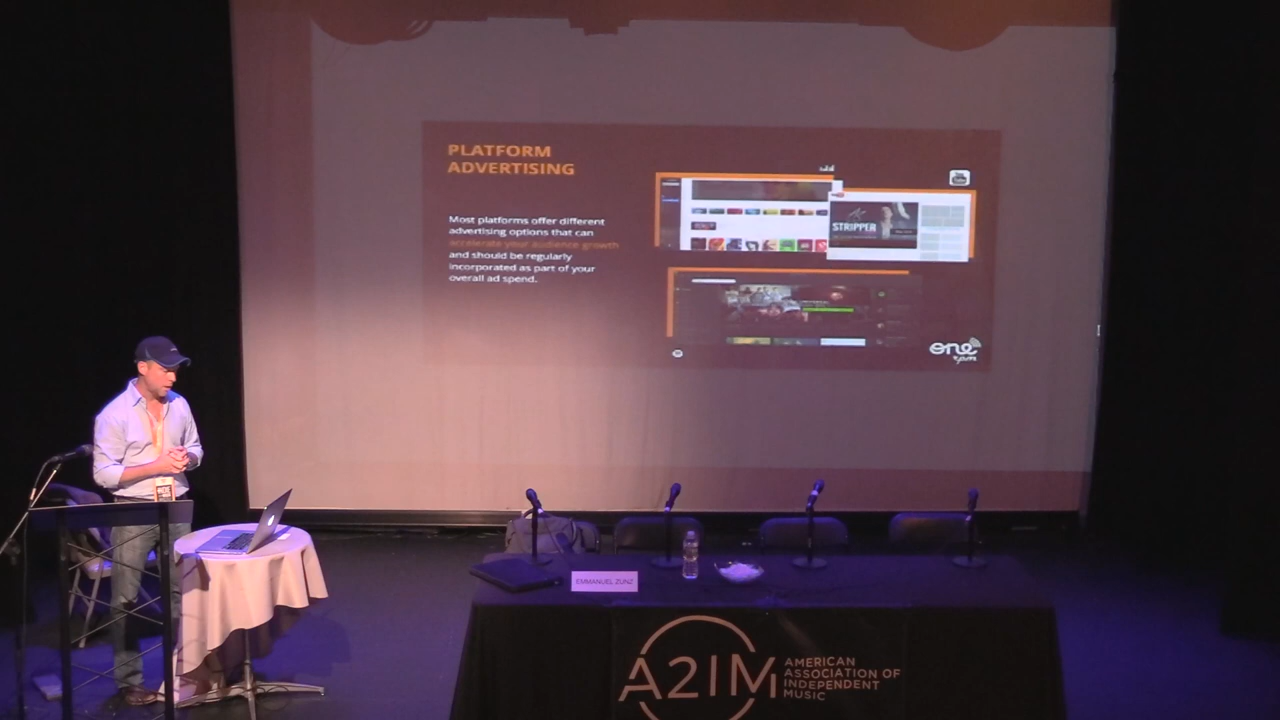 PLATFORM
ADVERTISING
Most platforms offer different
advertising options that can
accelerate your audience growth
and should be regularly
incorporated as part of your
overall ad spend.
STRIPPER
one
EMMANUEL ZUNZ
A2IM
AMERICAN
ASSOCIATION OF
INDEPENDENT
MUSIC